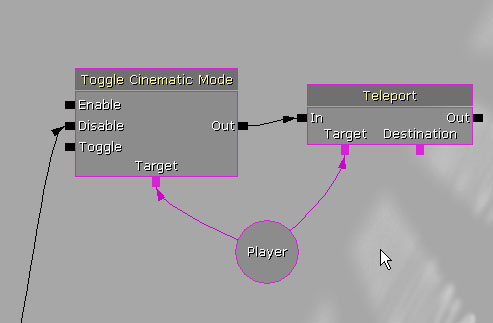 Toggle Cinematic Mode
Enable
Disable
Out
Toggle
Target
Teleport
In
Out
Target
Destination
Player